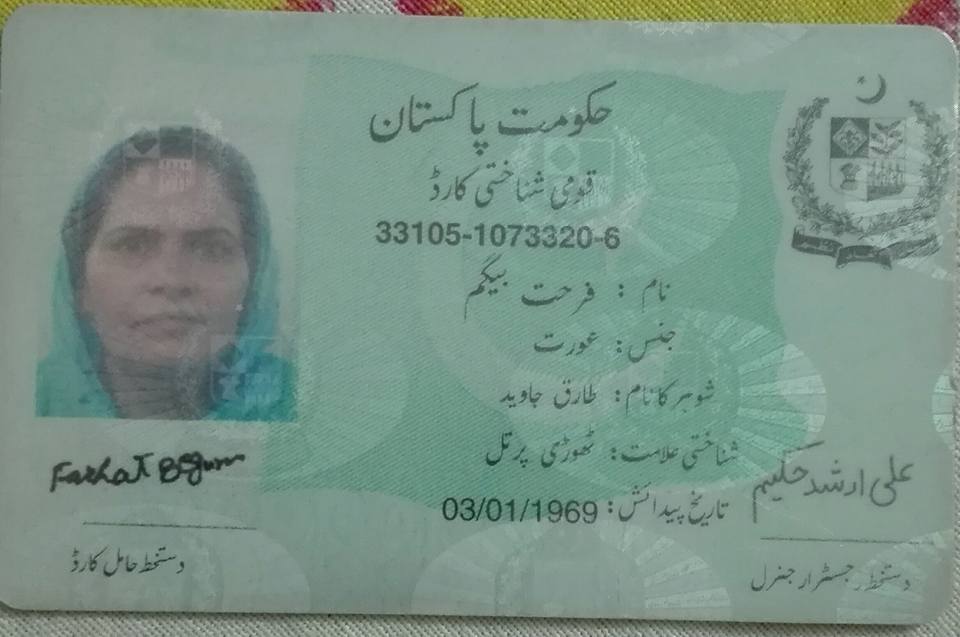 حکومت پاکستان
قومی شناختی کارڈ
33105-1073320-6
نام : فرحت بیگم
جنس: عورت
شوہر کا نام: طارق جاوید
شناختی علامت: ٹھوڑی پر تل
تاریخ پیدائش: 03/01/1969
Farhat Begum
دستخط حامل کارڈ
علی ارشد حکیم
دستخط رجسٹرار جنرل